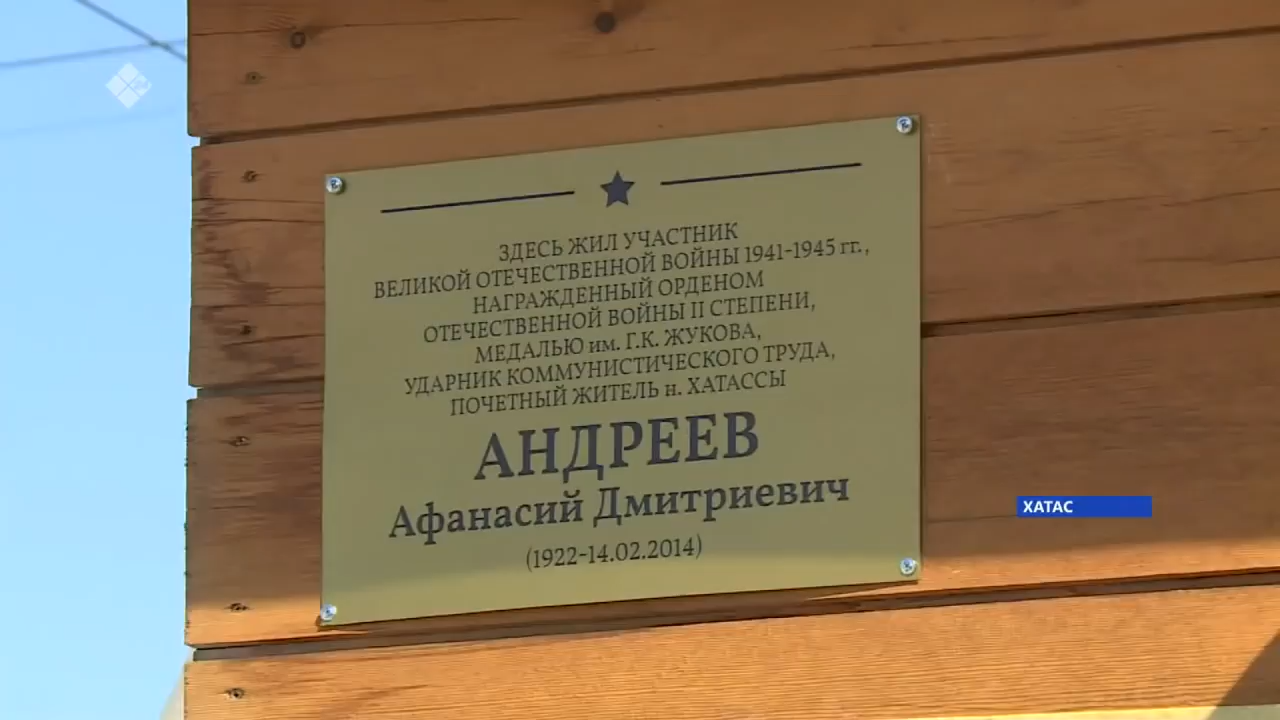 ЗДЕСЬ ЖИЛ УЧАСТНИК
ВЕЛИКОЙ ОТЕЧЕСТВЕННОЙ ВОЙНЫ 1941-1945 гг.,
НАГРАЖДЕННЫЙ ОРДЕНОМ
ОТЕЧЕСТВЕННОЙ ВОЙНЫ II СТЕПЕНИ,
МЕДАЛЬЮ им. Г.К. ЖУКОВА,
УДАРНИК КОММУНИСТИЧЕСКОГО ТРУДА,
ПОЧЕТНЫЙ ЖИТЕЛЬ н. ХАТАССЫ
АНДРЕЕВ
Афанасий Дмитриевич
(1922-14.02.2014)
ХАТАС